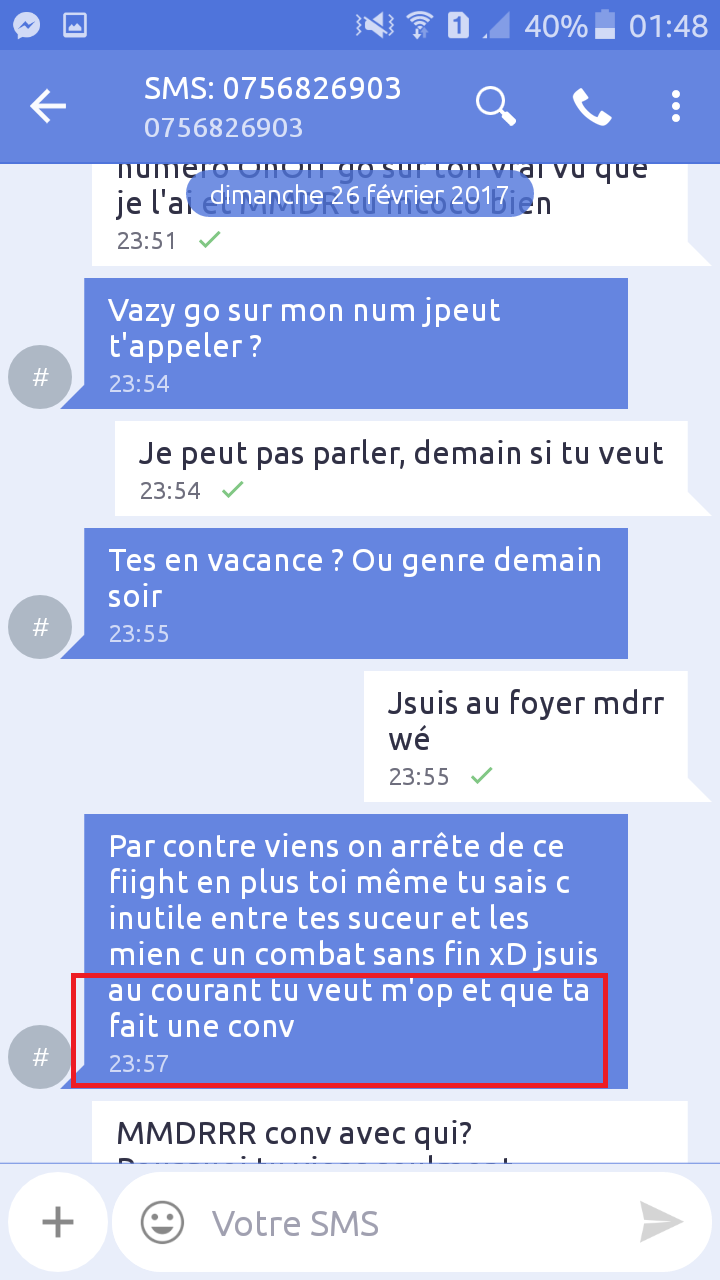 1 40% 01:48
SMS: 0756826903
0756826903
numéro OnOff go sur ton vrai vu que
dimanche 26 février 2017
je l'ai et MMDR tu mcoco bien
23:51
Vazy go sur mon num jpeut
t'appeler ?
23:54
#
Je peut pas parler, demain si tu veut
23:54
Tes en vacance ? Ou genre demain
soir
23:55
#
Jsuis au foyer mdrr
wé
23:55
Par contre viens on arrête de ce
fiight en plus toi même tu sais c
inutile entre tes suceur et les
mien c un combat sans fin xD jsuis
au courant tu veut m'op et que ta
fait une conv
23:57
#
MMDRRR conv avec qui?
Votre SMS